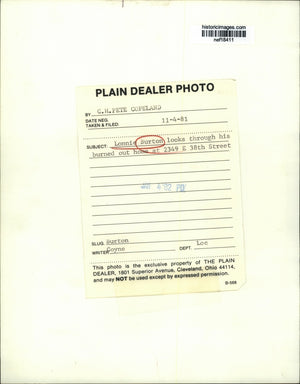 historicimages.com
nef18411
PLAIN DEALER PHOTO
BY C.H.PETE COPELAND
DATE NEG. TAKEN & FILED. 11-4-81
SUBJECT: Lonnie Burton looks through his
burned out home at 2349 E 38th Street
SLUG Burton
WRITER Coyne DEPT. Lee
This photo is the exclusive property of THE PLAIN
DEALER, 1801 Superior Avenue, Cleveland, Ohio 44114,
and may NOT be used except by expressed permission.
D-508